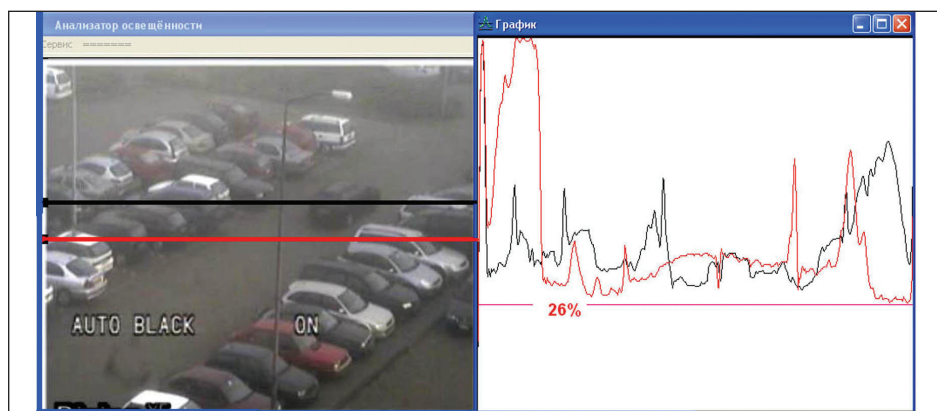 Анализатор освещённости
Сервис =======
График
26%
AUTO BLACK ON